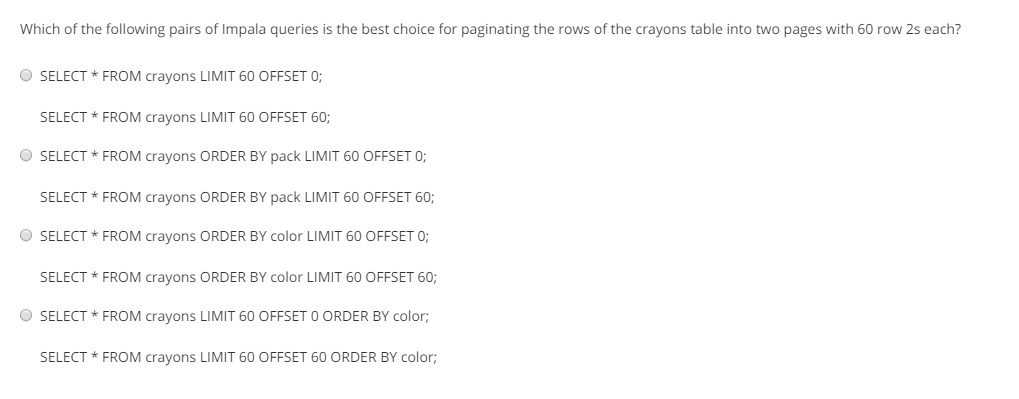 Which of the following pairs of Impala queries is the best choice for paginating the rows of the crayons table into two pages with 60 row 2s each?
SELECT * FROM crayons LIMIT 60 OFFSET 0;
SELECT * FROM crayons LIMIT 60 OFFSET 60;
SELECT * FROM crayons ORDER BY pack LIMIT 60 OFFSET 0;
SELECT * FROM crayons ORDER BY pack LIMIT 60 OFFSET 60;
SELECT * FROM crayons ORDER BY color LIMIT 60 OFFSET 0;
SELECT * FROM crayons ORDER BY color LIMIT 60 OFFSET 60;
SELECT * FROM crayons LIMIT 60 OFFSET 0 ORDER BY color;
SELECT * FROM crayons LIMIT 60 OFFSET 60 ORDER BY color;